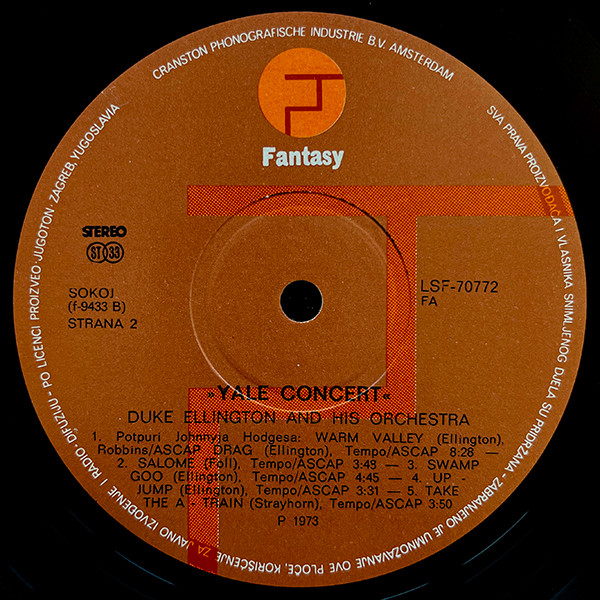 CRANSTON PHONOGRAFISCHE INDUSTRIE B.V. AMSTERDAM
SVA PRAVA PROIZVOĐAČA I VLASNIKA SNIMLJENOG DJELA SU PRIDRŽANA - ZABRANJENO JE UMNOŽAVANJE OVE PLOČE, KORIŠĆENJE ZA JAVNO IZVOĐENJE I RADIO-DIFUZIJU - PO LICENCI PROIZVEO JUGOTON - ZAGREB, YUGOSLAVIA
Fantasy
STEREO
ST 33
SOKOJ
(f-9433 B)
STRANA 2
LSF-70772
FA
»YALE CONCERT«
DUKE ELLINGTON AND HIS ORCHESTRA
1. Potpuri Johnnyja Hodgesa: WARM VALLEY (Ellington),
Robbins/ASCAP DRAG (Ellington), Tempo/ASCAP 8:28 —
2. SALOME (Foll), Tempo/ASCAP 3:43 — 3. SWAMP
GOO (Ellington), Tempo/ASCAP 4:45 — 4. UP -
JUMP (Ellington), Tempo/ASCAP 3:31 — 5. TAKE
THE A - TRAIN (Strayhorn), Tempo/ASCAP 3:50
P 1973